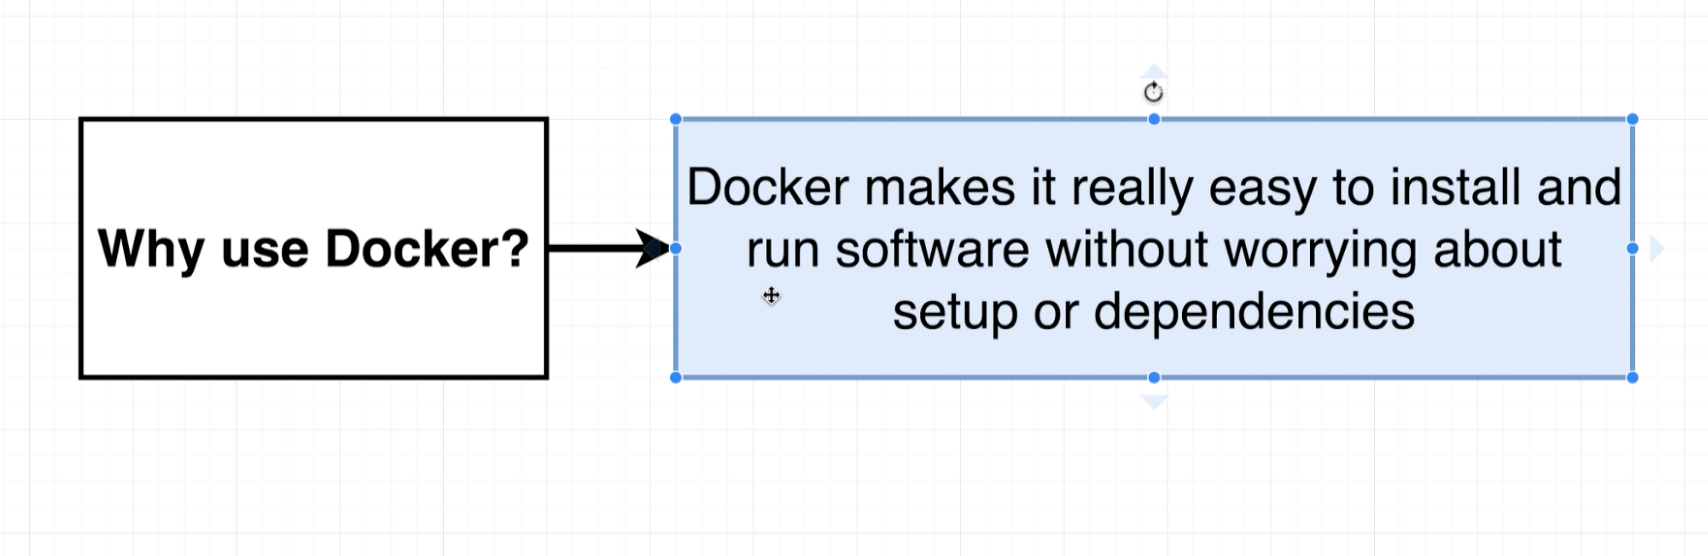 Why use Docker?
Docker makes it really easy to install and
run software without worrying about
setup or dependencies